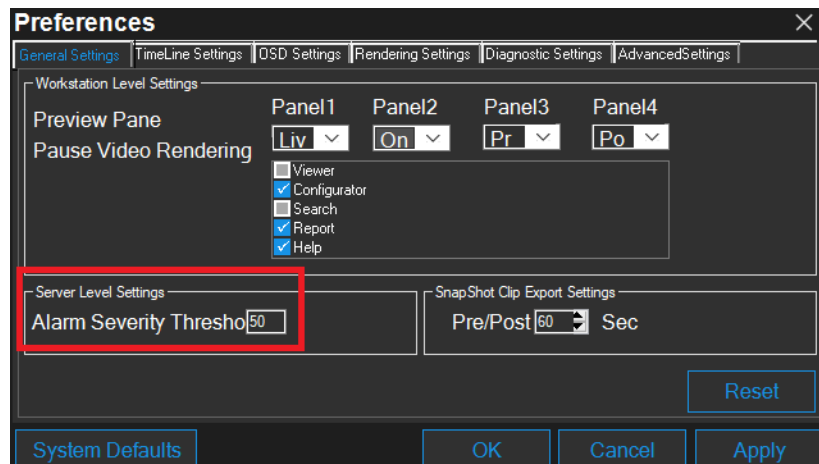 Preferences
General Settings TimeLine Settings OSD Settings Rendering Settings Diagnostic Settings AdvancedSettings
Workstation Level Settings
Panel1 Panel2 Panel3 Panel4
Preview Pane
Liv On Pr Po
Pause Video Rendering
Viewer
Configurator
Search
Report
Help
Server Level Settings
Alarm Severity Thresho 50
SnapShot Clip Export Settings
Pre/Post 60 Sec
Reset
System Defaults OK Cancel Apply